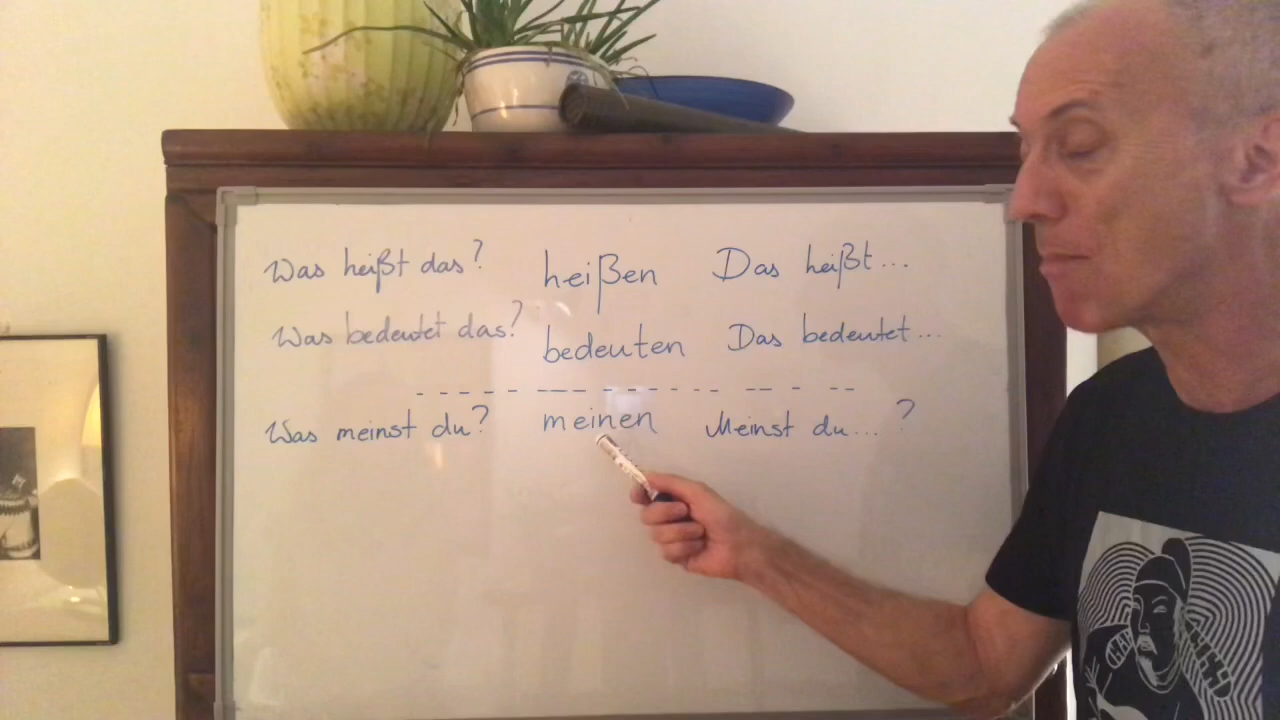 Was heißt das? heißen Das heißt...
Was bedeutet das? bedeuten Das bedeutet...
Was meinst du? meinen Meinst du...?